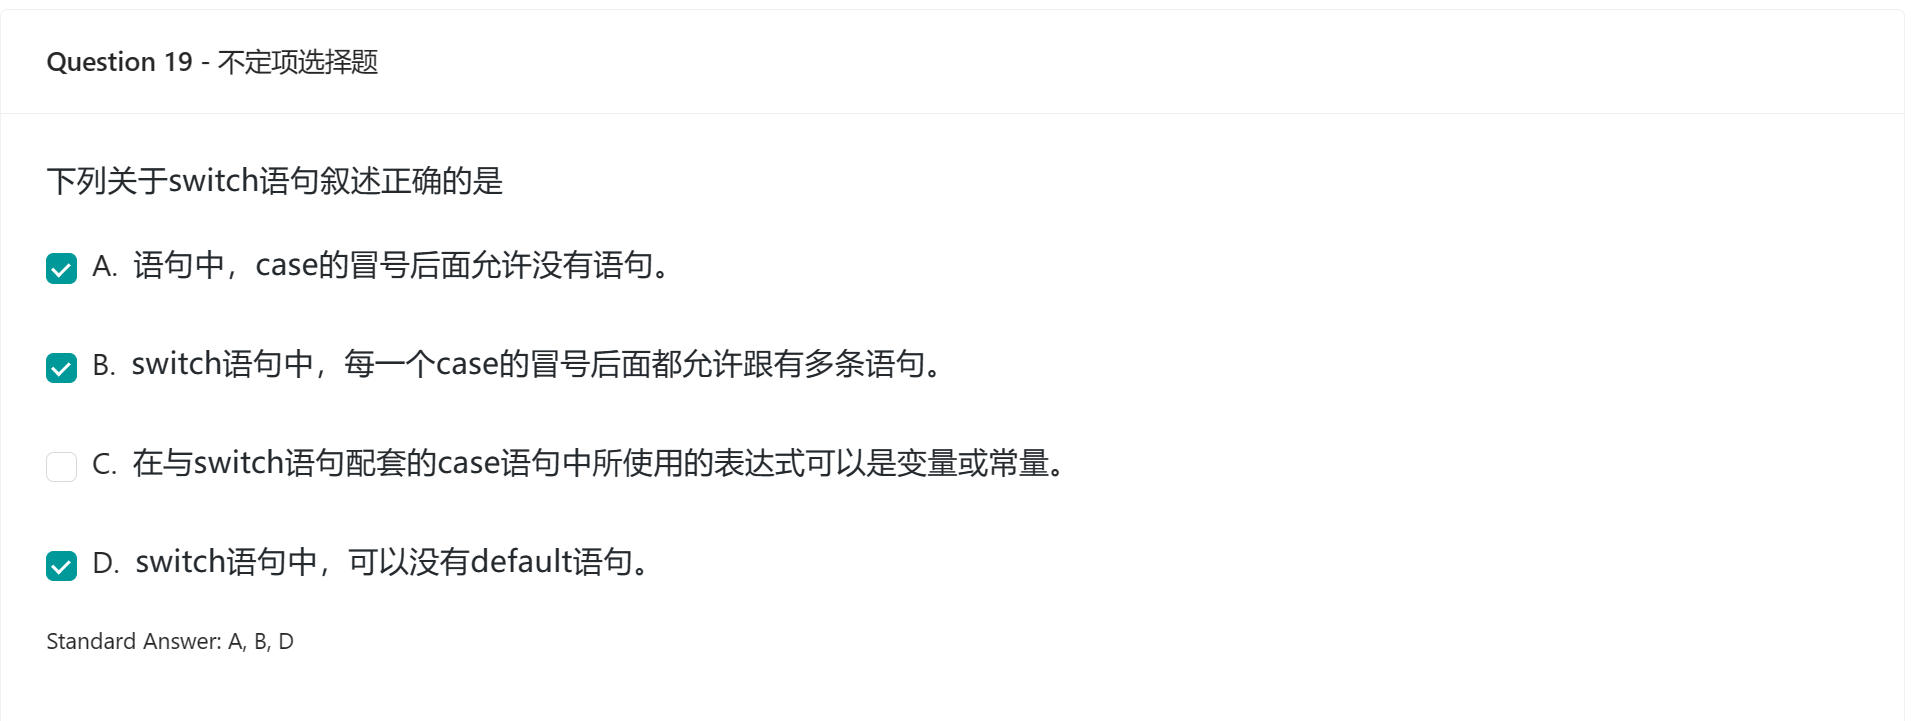 Question 19 - 不定项选择题
下列关于switch语句叙述正确的是
A. 语句中，case的冒号后面允许没有语句。
B. switch语句中，每一个case的冒号后面都允许跟有多条语句。
C. 在与switch语句配套的case语句中所使用的表达式可以是变量或常量。
D. switch语句中，可以没有default语句。
Standard Answer: A, B, D